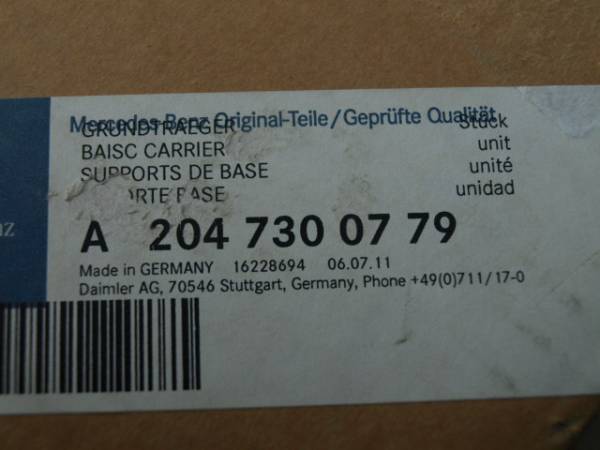 Mercedes-Benz Original-Teile/Geprüfte Qualität
GRUNDTRAEGER Stück
BAISC CARRIER unit
SUPPORTS DE BASE unité
BASE unidad
A 204 730 07 79
Made in GERMANY 16228694 06.07.11
Daimler AG, 70546 Stuttgart, Germany, Phone +49(0)711/17-0